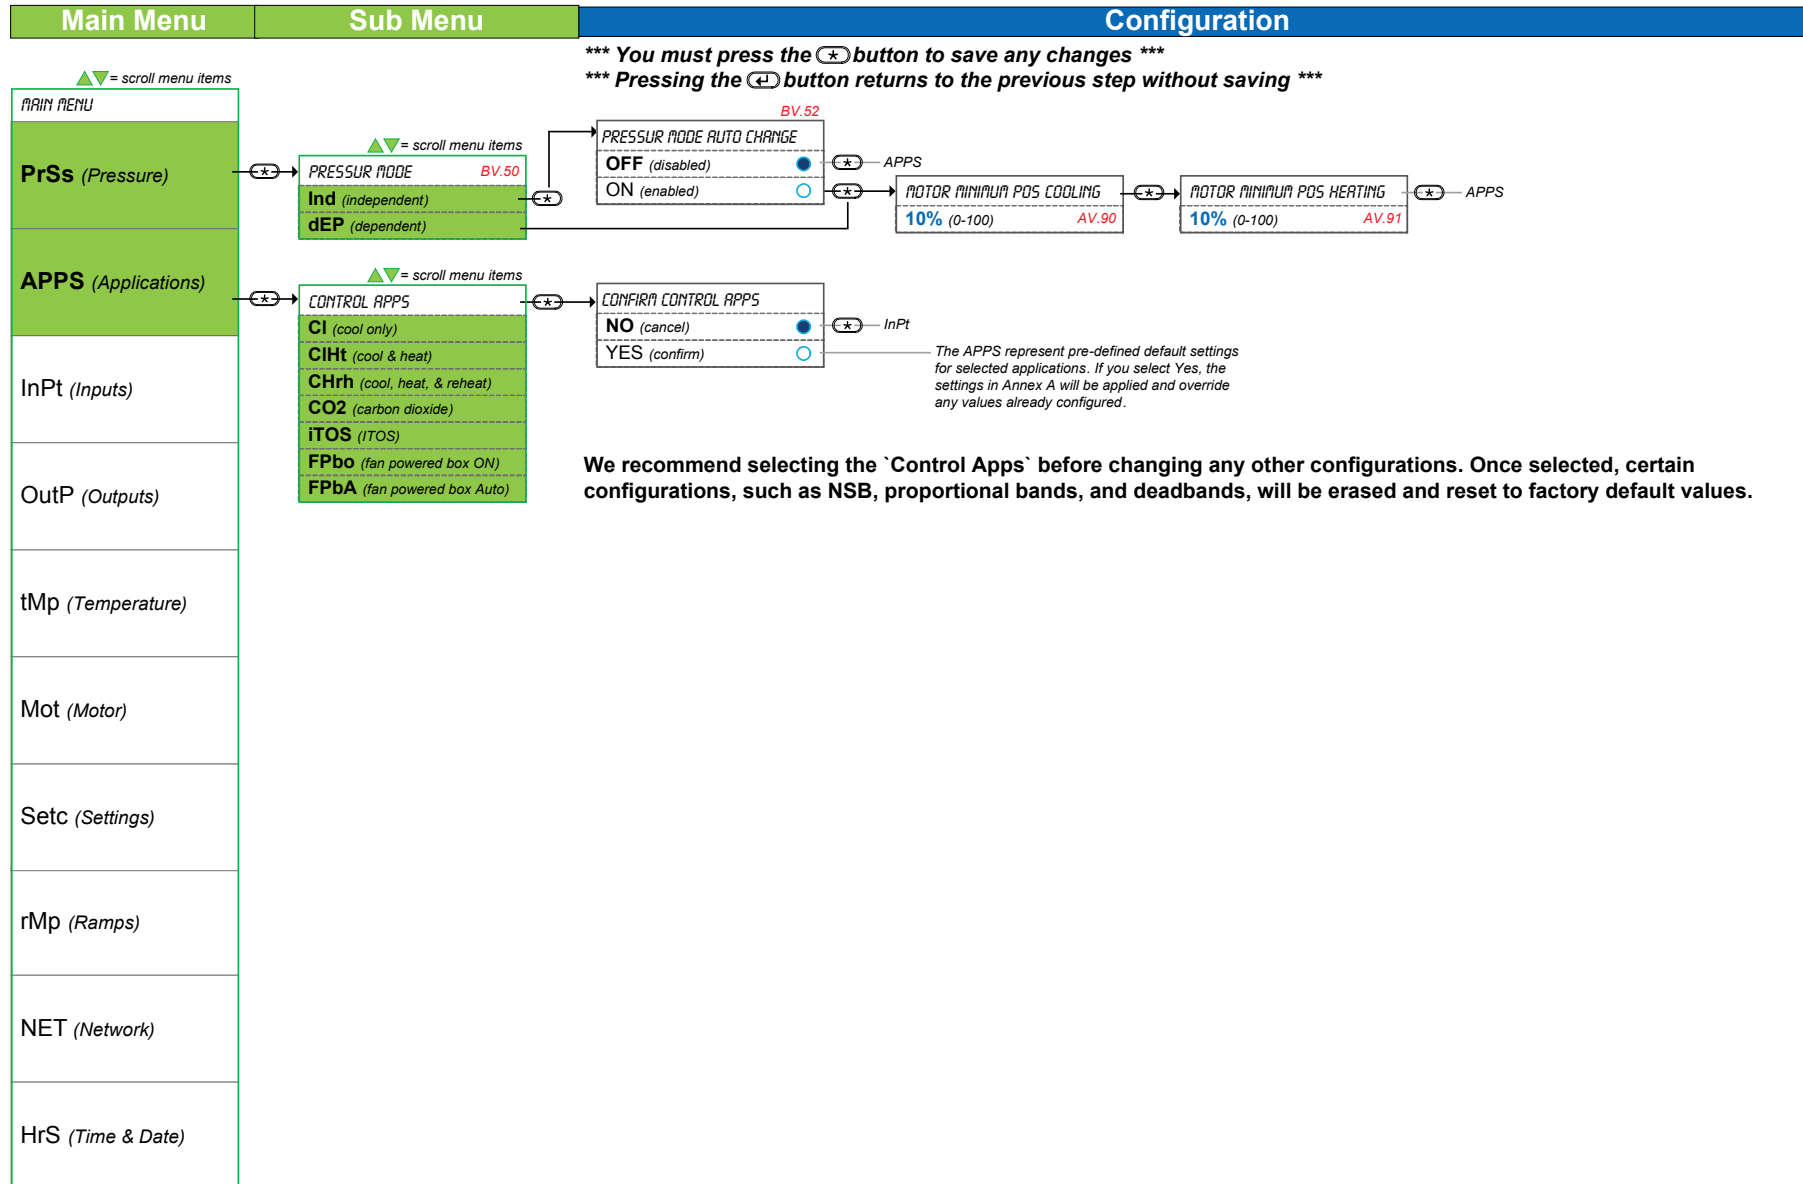 Main Menu
Sub Menu
Configuration
*** You must press the * button to save any changes ***
*** Pressing the ↵ button returns to the previous step without saving ***
▲▼= scroll menu items
MAIN MENU
PrSs (Pressure)
APPS (Applications)
InPt (Inputs)
OutP (Outputs)
tMp (Temperature)
Mot (Motor)
Setc (Settings)
rMp (Ramps)
NET (Network)
HrS (Time & Date)
▲▼= scroll menu items
PRESSUR MODE BV.50
Ind (independent)
dEP (dependent)
BV.52
PRESSUR MODE AUTO CHANGE
OFF (disabled)
ON (enabled)
APPS
MOTOR MINIMUM POS COOLING
10% (0-100) AV.90
MOTOR MINIMUM POS HEATING
10% (0-100) AV.91
APPS
▲▼= scroll menu items
CONTROL APPS
Cl (cool only)
ClHt (cool & heat)
CHrh (cool, heat, & reheat)
CO2 (carbon dioxide)
iTOS (ITOS)
FPbo (fan powered box ON)
FPbA (fan powered box Auto)
CONFIRM CONTROL APPS
NO (cancel)
YES (confirm)
InPt
The APPS represent pre-defined default settings
for selected applications. If you select Yes, the
settings in Annex A will be applied and override
any values already configured.
We recommend selecting the `Control Apps` before changing any other configurations. Once selected, certain
configurations, such as NSB, proportional bands, and deadbands, will be erased and reset to factory default values.